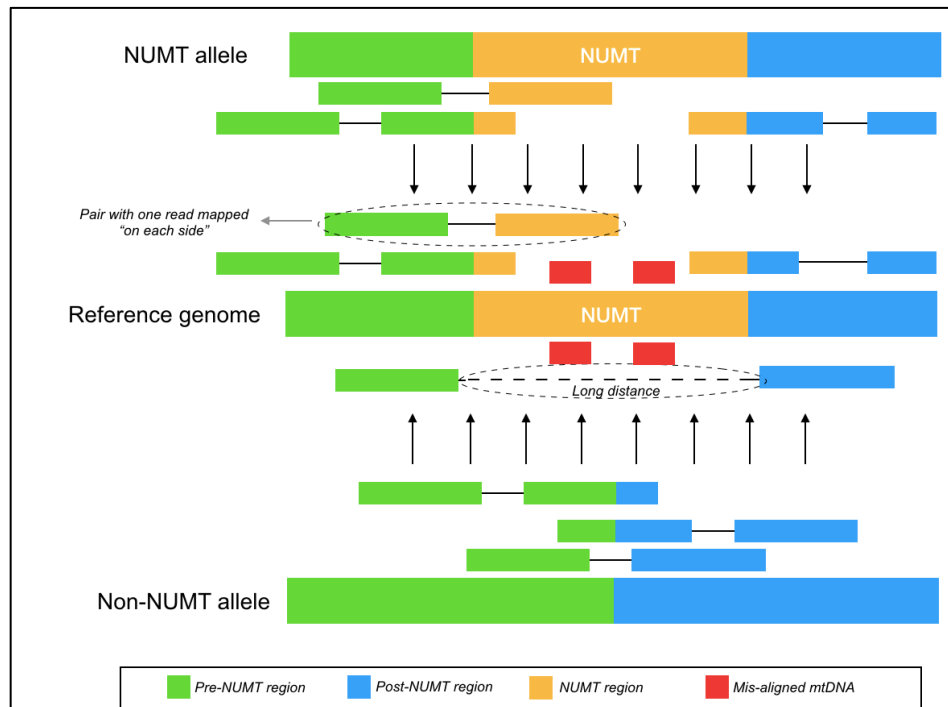 NUMT allele
NUMT
Pair with one read mapped
“on each side”
Reference genome
NUMT
Long distance
Non-NUMT allele
Pre-NUMT region
Post-NUMT region
NUMT region
Mis-aligned mtDNA